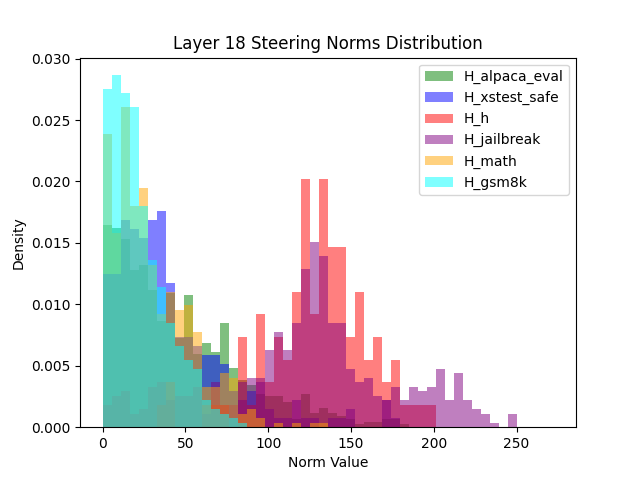 Layer 18 Steering Norms Distribution
0.030
0.025
0.020
0.015
0.010
0.005
0.000
Density
H_alpaca_eval
H_xstest_safe
H_h
H_jailbreak
H_math
H_gsm8k
0
50
100
150
200
250
Norm Value